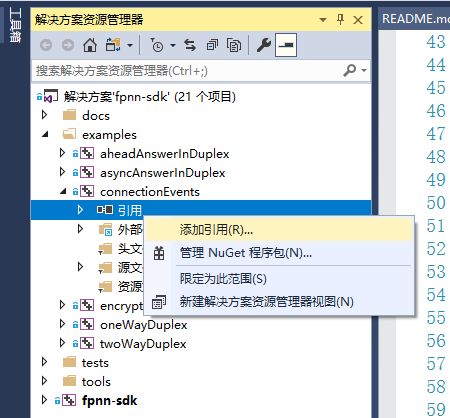 工具箱
解决方案资源管理器
搜索解决方案资源管理器(Ctrl+;)
解决方案'fpnn-sdk' (21 个项目)
docs
examples
aheadAnswerInDuplex
asyncAnswerInDuplex
connectionEvents
引用
外部
头文
源文
资源
encrypt
oneWayDuplex
twoWayDuplex
tests
tools
fpnn-sdk
添加引用(R)...
管理 NuGet 程序包(N)...
限定为此范围(S)
新建解决方案资源管理器视图(N)
README.m
43
44
45
46
47
48
49
50
51
52
53
54
55
56
57
58
59